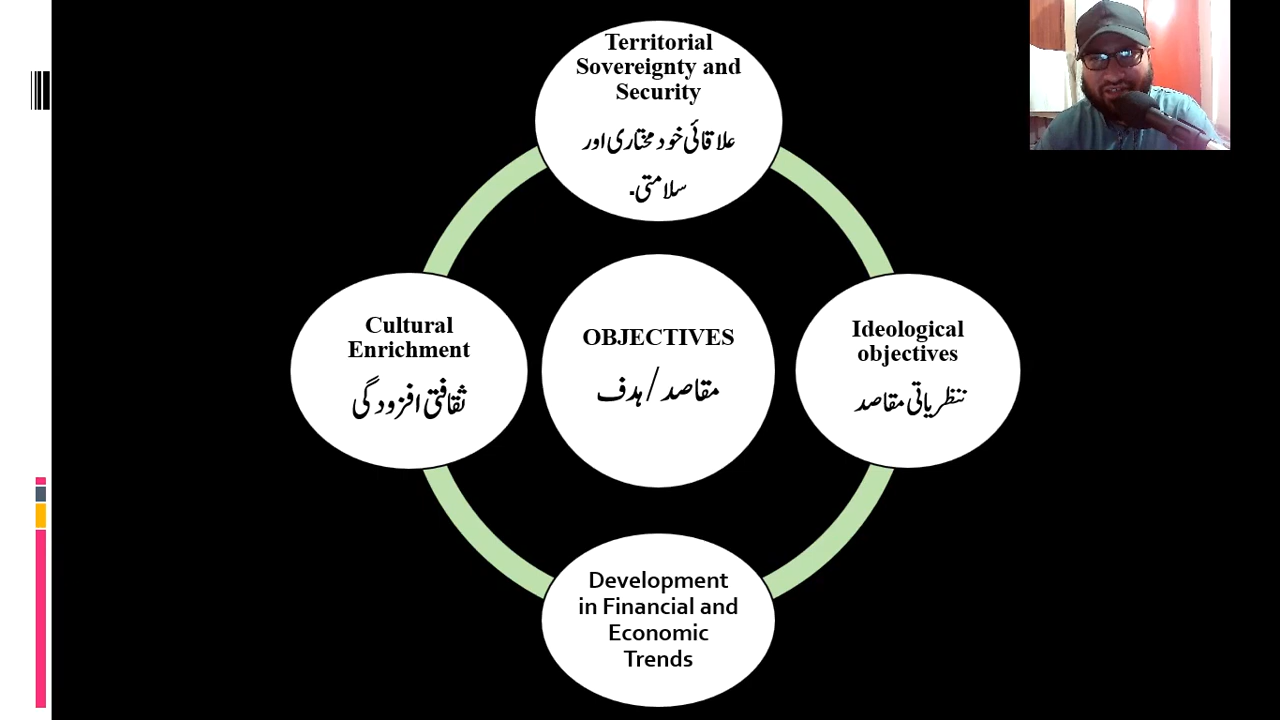 Territorial
Sovereignty and
Security
علاقائی خود مختاری اور
سلامتی۔
Cultural
Enrichment
ثقافتی افزودگی
OBJECTIVES
مقاصد / ہدف
Ideological
objectives
ننظریاتی مقاصد
Development
in Financial and
Economic
Trends